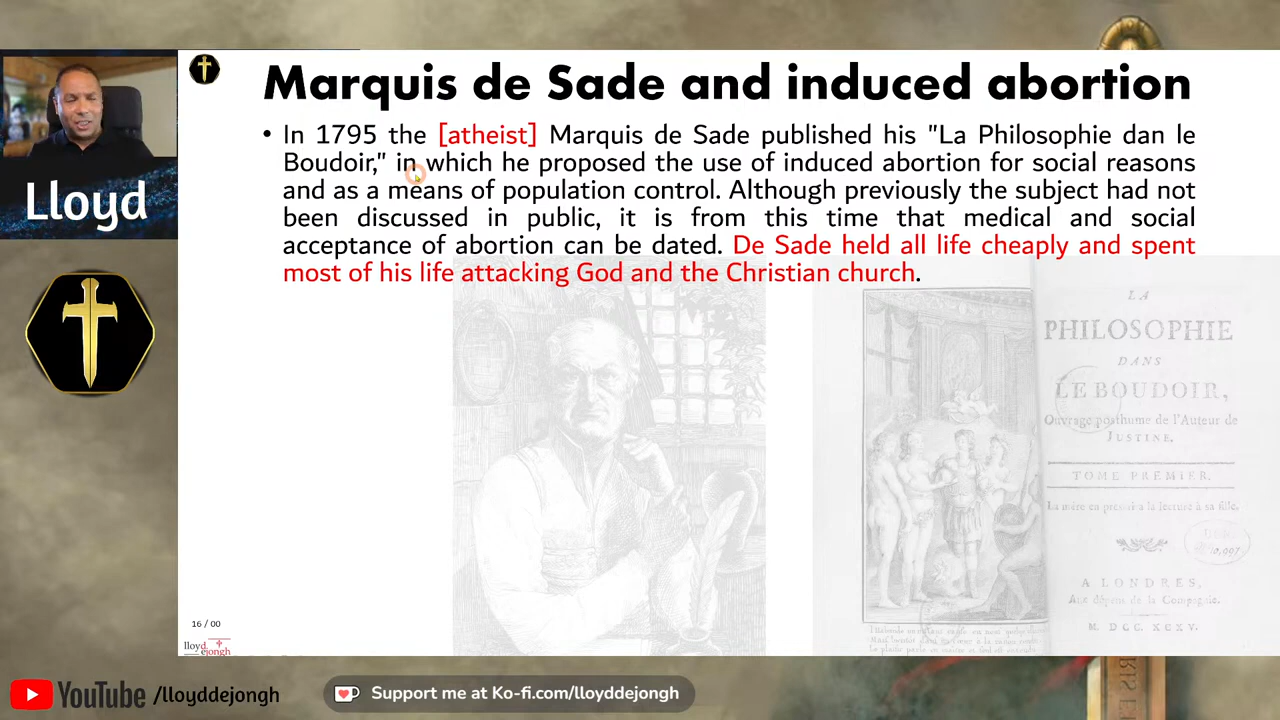 Marquis de Sade and induced abortion
• In 1795 the [atheist] Marquis de Sade published his "La Philosophie dan le
Boudoir," in which he proposed the use of induced abortion for social reasons
and as a means of population control. Although previously the subject had not
been discussed in public, it is from this time that medical and social
acceptance of abortion can be dated. De Sade held all life cheaply and spent
most of his life attacking God and the Christian church.
Lloyd
LA
PHILOSOPHIE
DANS
LE BOUDOIR,
Ouvrage posthume de l'Auteur de
JUSTINE.
TOME PREMIER.
La mère en prescrira la lecture à sa fille.
A LONDRES,
Aux dépens de la Compagnie.
M. DCC. XCXV.
16 / 00
lloyd
ejongh
YouTube /lloyddejongh
Support me at Ko-fi.com/lloyddejongh